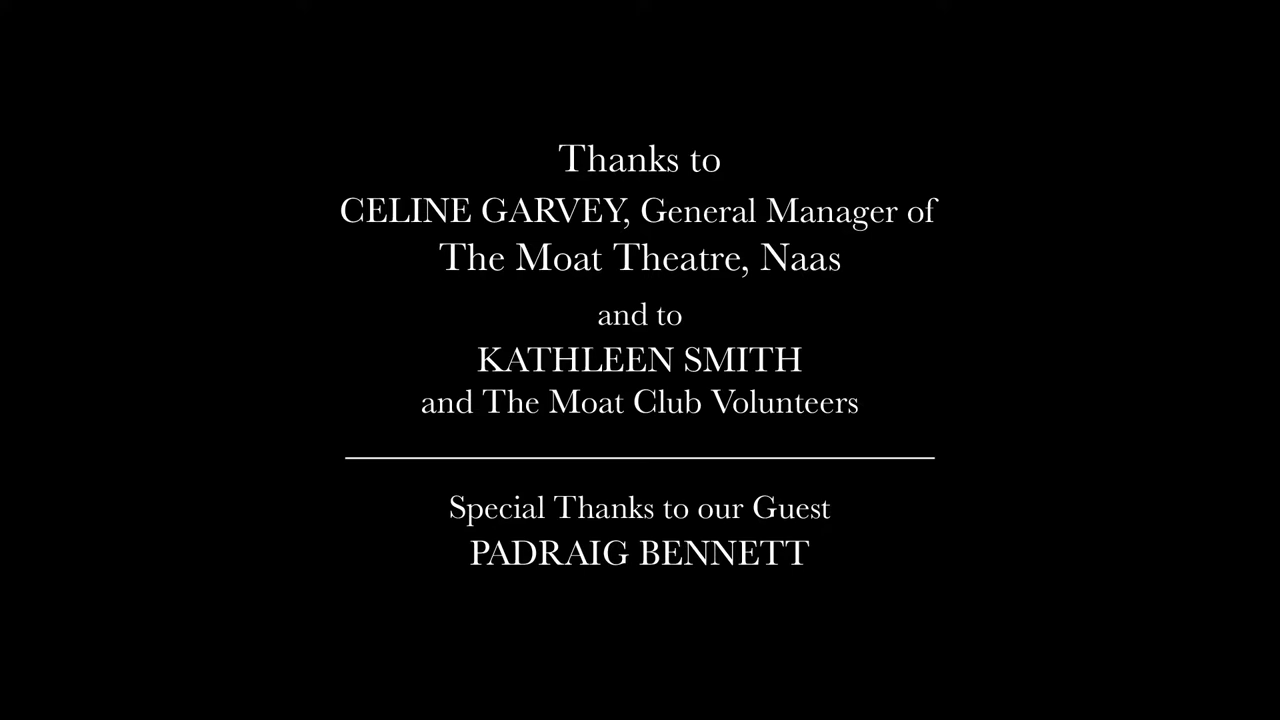 Thanks to
CELINE GARVEY, General Manager of
The Moat Theatre, Naas
and to
KATHLEEN SMITH
and The Moat Club Volunteers
Special Thanks to our Guest
PADRAIG BENNETT